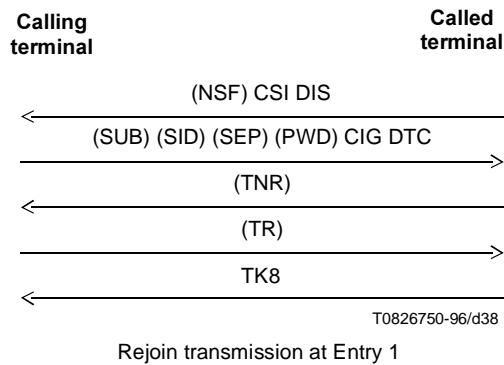 Calling
terminal
Called
terminal
(NSF) CSI DIS
(SUB) (SID) (SEP) (PWD) CIG DTC
(TNR)
(TR)
TK8
T0826750-96/d38
Rejoin transmission at Entry 1